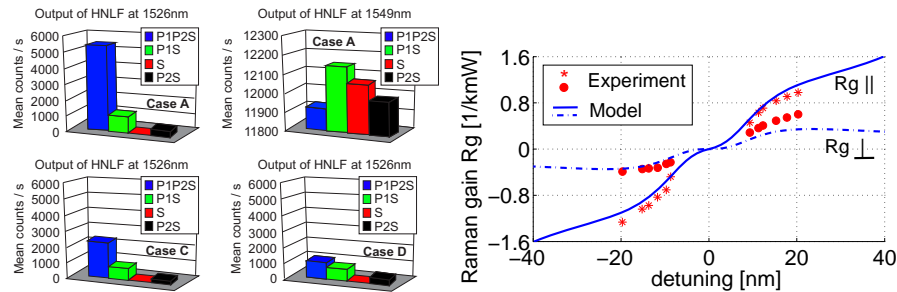 Output of HNLF at 1526nm
Mean counts / s
6000
5000
4000
3000
2000
1000
0
P1P2S
P1S
S
P2S
Case A
Output of HNLF at 1549nm
Mean counts / s
12300
12200
12100
12000
11900
11800
Case A
P1P2S
P1S
S
P2S
Output of HNLF at 1526nm
Mean counts / s
6000
5000
4000
3000
2000
1000
0
P1P2S
P1S
S
P2S
Case C
Output of HNLF at 1526nm
Mean counts / s
6000
5000
4000
3000
2000
1000
0
P1P2S
P1S
S
P2S
Case D
Raman gain Rg [1/kmW]
1.6
0.8
0
−0.8
−1.6
Experiment
Model
Rg ||
Rg ⊥
−40 −20 0 20 40
detuning [nm]